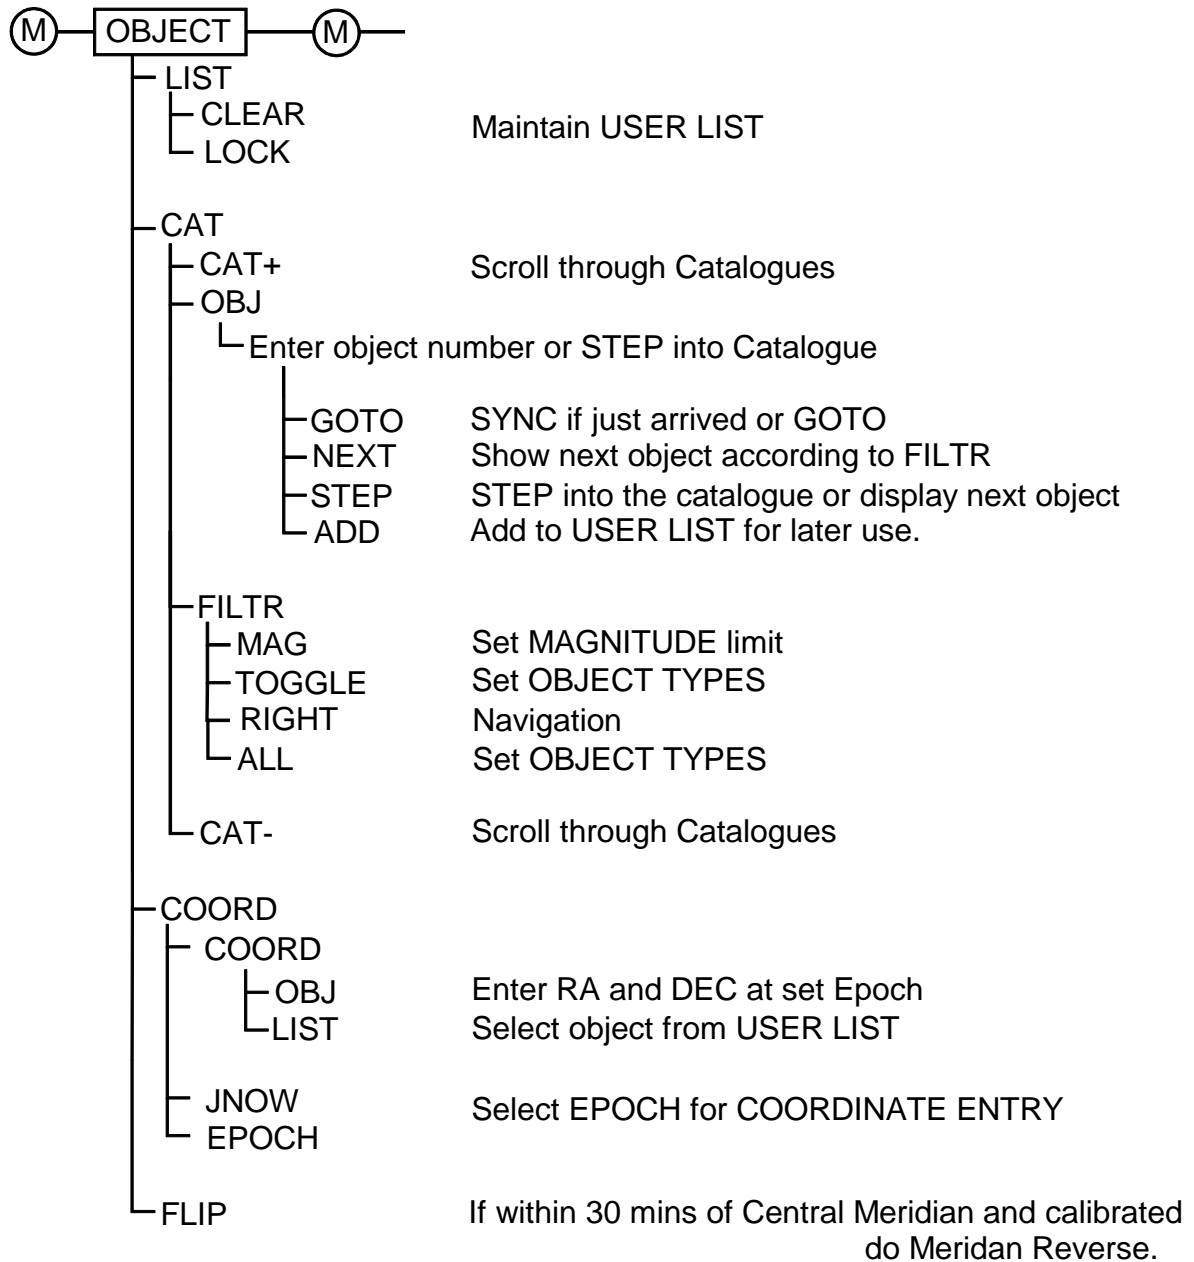 M OBJECT M
LIST
CLEAR
Maintain USER LIST
LOCK
CAT
CAT+ Scroll through Catalogues
OBJ
Enter object number or STEP into Catalogue
GOTO SYNC if just arrived or GOTO
NEXT Show next object according to FILTR
STEP STEP into the catalogue or display next object
ADD Add to USER LIST for later use.
FILTR
MAG Set MAGNITUDE limit
TOGGLE Set OBJECT TYPES
RIGHT Navigation
ALL Set OBJECT TYPES
CAT- Scroll through Catalogues
COORD
COORD
OBJ Enter RA and DEC at set Epoch
LIST Select object from USER LIST
JNOW
Select EPOCH for COORDINATE ENTRY
EPOCH
FLIP If within 30 mins of Central Meridian and calibrated
do Meridan Reverse.